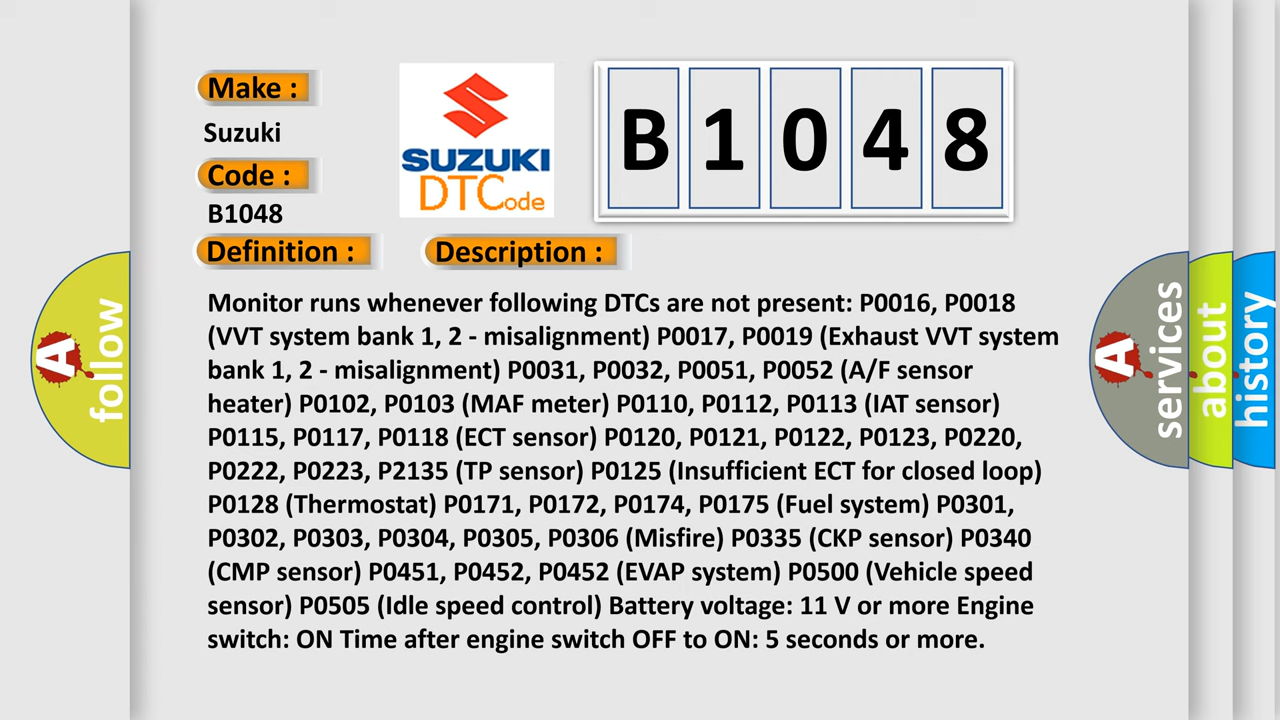 Make :
Suzuki
Code :
B1048
SUZUKI
DTCode
B1048
Definition :
Description :
Monitor runs whenever following DTCs are not present: P0016, P0018
(VVT system bank 1, 2 - misalignment) P0017, P0019 (Exhaust VVT system
bank 1, 2 - misalignment) P0031, P0032, P0051, P0052 (A/F sensor
heater) P0102, P0103 (MAF meter) P0110, P0112, P0113 (IAT sensor)
P0115, P0117, P0118 (ECT sensor) P0120, P0121, P0122, P0123, P0220,
P0222, P0223, P2135 (TP sensor) P0125 (Insufficient ECT for closed loop)
P0128 (Thermostat) P0171, P0172, P0174, P0175 (Fuel system) P0301,
P0302, P0303, P0304, P0305, P0306 (Misfire) P0335 (CKP sensor) P0340
(CMP sensor) P0451, P0452, P0452 (EVAP system) P0500 (Vehicle speed
sensor) P0505 (Idle speed control) Battery voltage: 11 V or more Engine
switch: ON Time after engine switch OFF to ON: 5 seconds or more.
A
follow
A
services
about
history